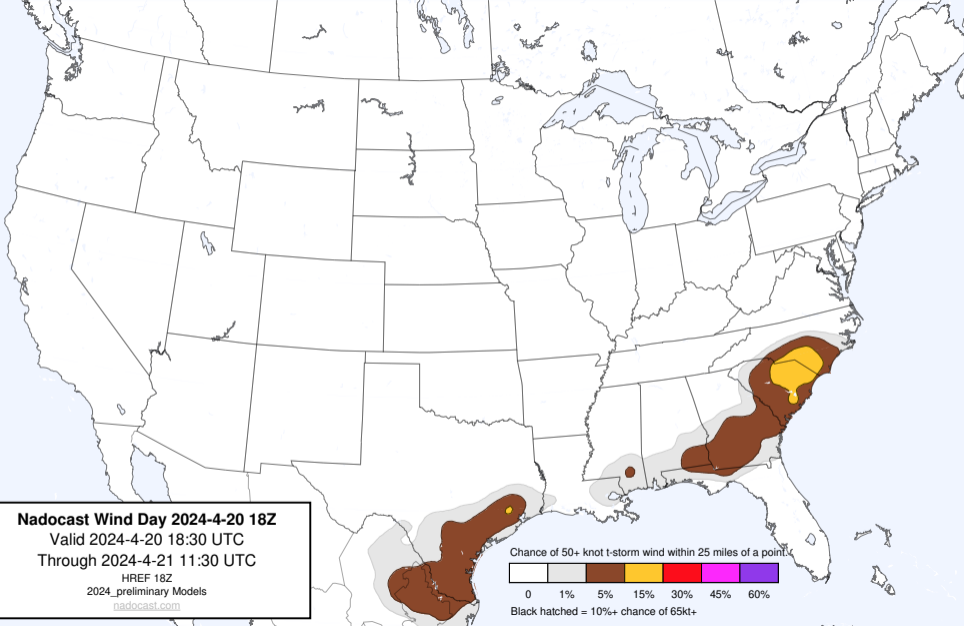 Nadocast Wind Day 2024-4-20 18Z
Valid 2024-4-20 18:30 UTC
Through 2024-4-21 11:30 UTC
HREF 18Z
2024_preliminary Models
nadocast.com
Chance of 50+ knot t-storm wind within 25 miles of a point.
0 1% 5% 15% 30% 45% 60%
Black hatched = 10%+ chance of 65kt+